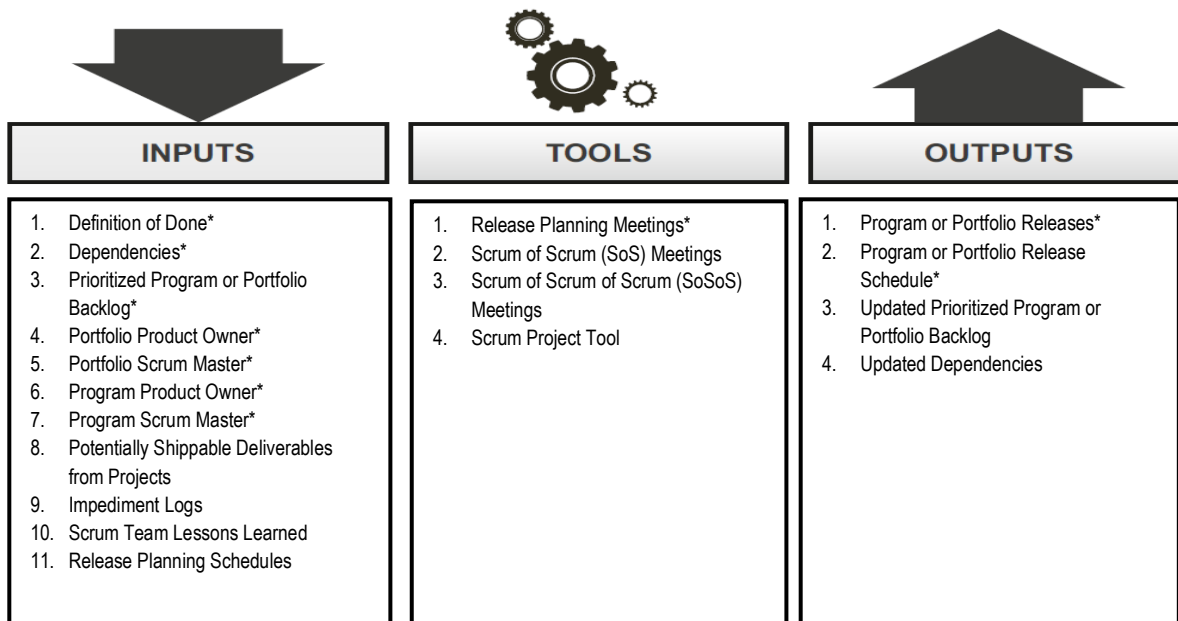 INPUTS
1. Definition of Done*
2. Dependencies*
3. Prioritized Program or Portfolio
Backlog*
4. Portfolio Product Owner*
5. Portfolio Scrum Master*
6. Program Product Owner*
7. Program Scrum Master*
8. Potentially Shippable Deliverables
from Projects
9. Impediment Logs
10. Scrum Team Lessons Learned
11. Release Planning Schedules
TOOLS
1. Release Planning Meetings*
2. Scrum of Scrum (SoS) Meetings
3. Scrum of Scrum of Scrum (SoSoS)
Meetings
4. Scrum Project Tool
OUTPUTS
1. Program or Portfolio Releases*
2. Program or Portfolio Release
Schedule*
3. Updated Prioritized Program or
Portfolio Backlog
4. Updated Dependencies